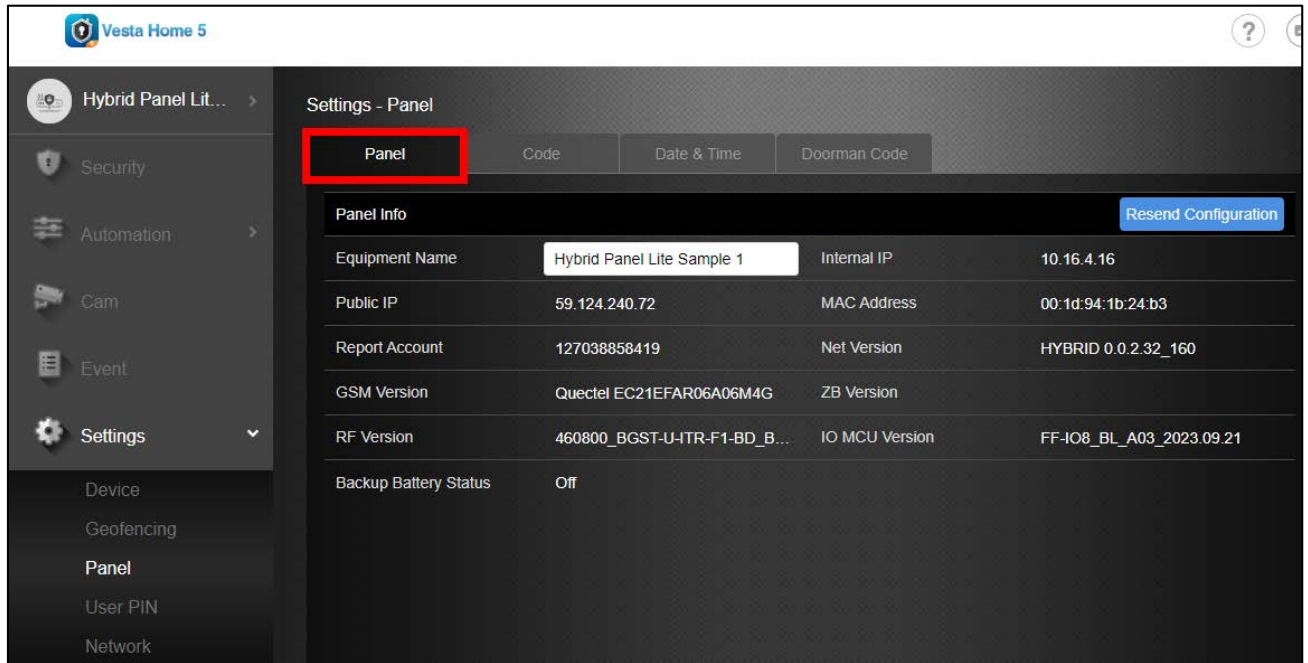 Vesta Home 5
?
Hybrid Panel Lit...
Security
Automation
Cam
Event
Settings
Device
Geofencing
Panel
User PIN
Network
Settings - Panel
Panel Code Date & Time Doorman Code
Panel Info Resend Configuration
Equipment Name Hybrid Panel Lite Sample 1 Internal IP 10.16.4.16
Public IP 59.124.240.72 MAC Address 00:1d:94:1b:24:b3
Report Account 127038858419 Net Version HYBRID 0.0.2.32_160
GSM Version Quectel EC21EFAR06A06M4G ZB Version
RF Version 460800_BGST-U-ITR-F1-BD_B... IO MCU Version FF-IO8_BL_A03_2023.09.21
Backup Battery Status Off